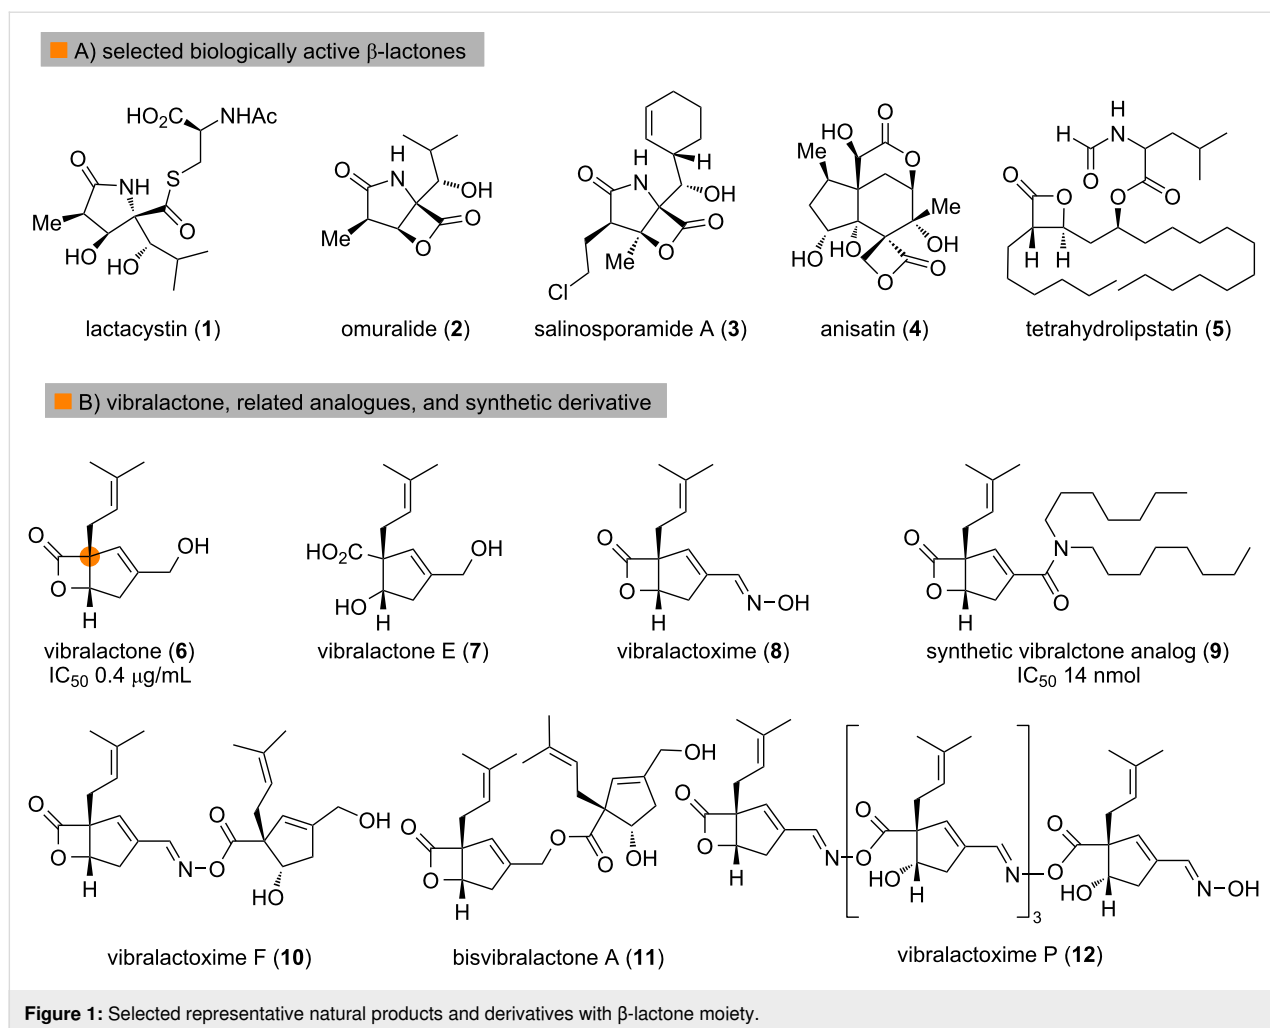 A) selected biologically active β-lactones
HO2C NHAc
O NH S O Me HO HO
lactacystin (1)
H N O OH O O Me
omuralide (2)
H H N O OH O O Me Cl
salinosporamide A (3)
O HO O Me Me OH HO HO O O
anisatin (4)
H N H O O O O O H H
tetrahydrolipstatin (5)
B) vibralactone, related analogues, and synthetic derivative
O O H OH
vibralactone (6)
IC50 0.4 μg/mL
HO2C HO H OH
vibralactone E (7)
O O H N–OH
vibralactoxime (8)
O O H N O
synthetic vibralctone analog (9)
IC50 14 nmol
O O H N–O O HO OH
vibralactoxime F (10)
O O H O O OH OH
bisvibralactone A (11)
O O H N O O HO H N 3 O O HO H N–OH
vibralactoxime P (12)
Figure 1: Selected representative natural products and derivatives with β-lactone moiety.